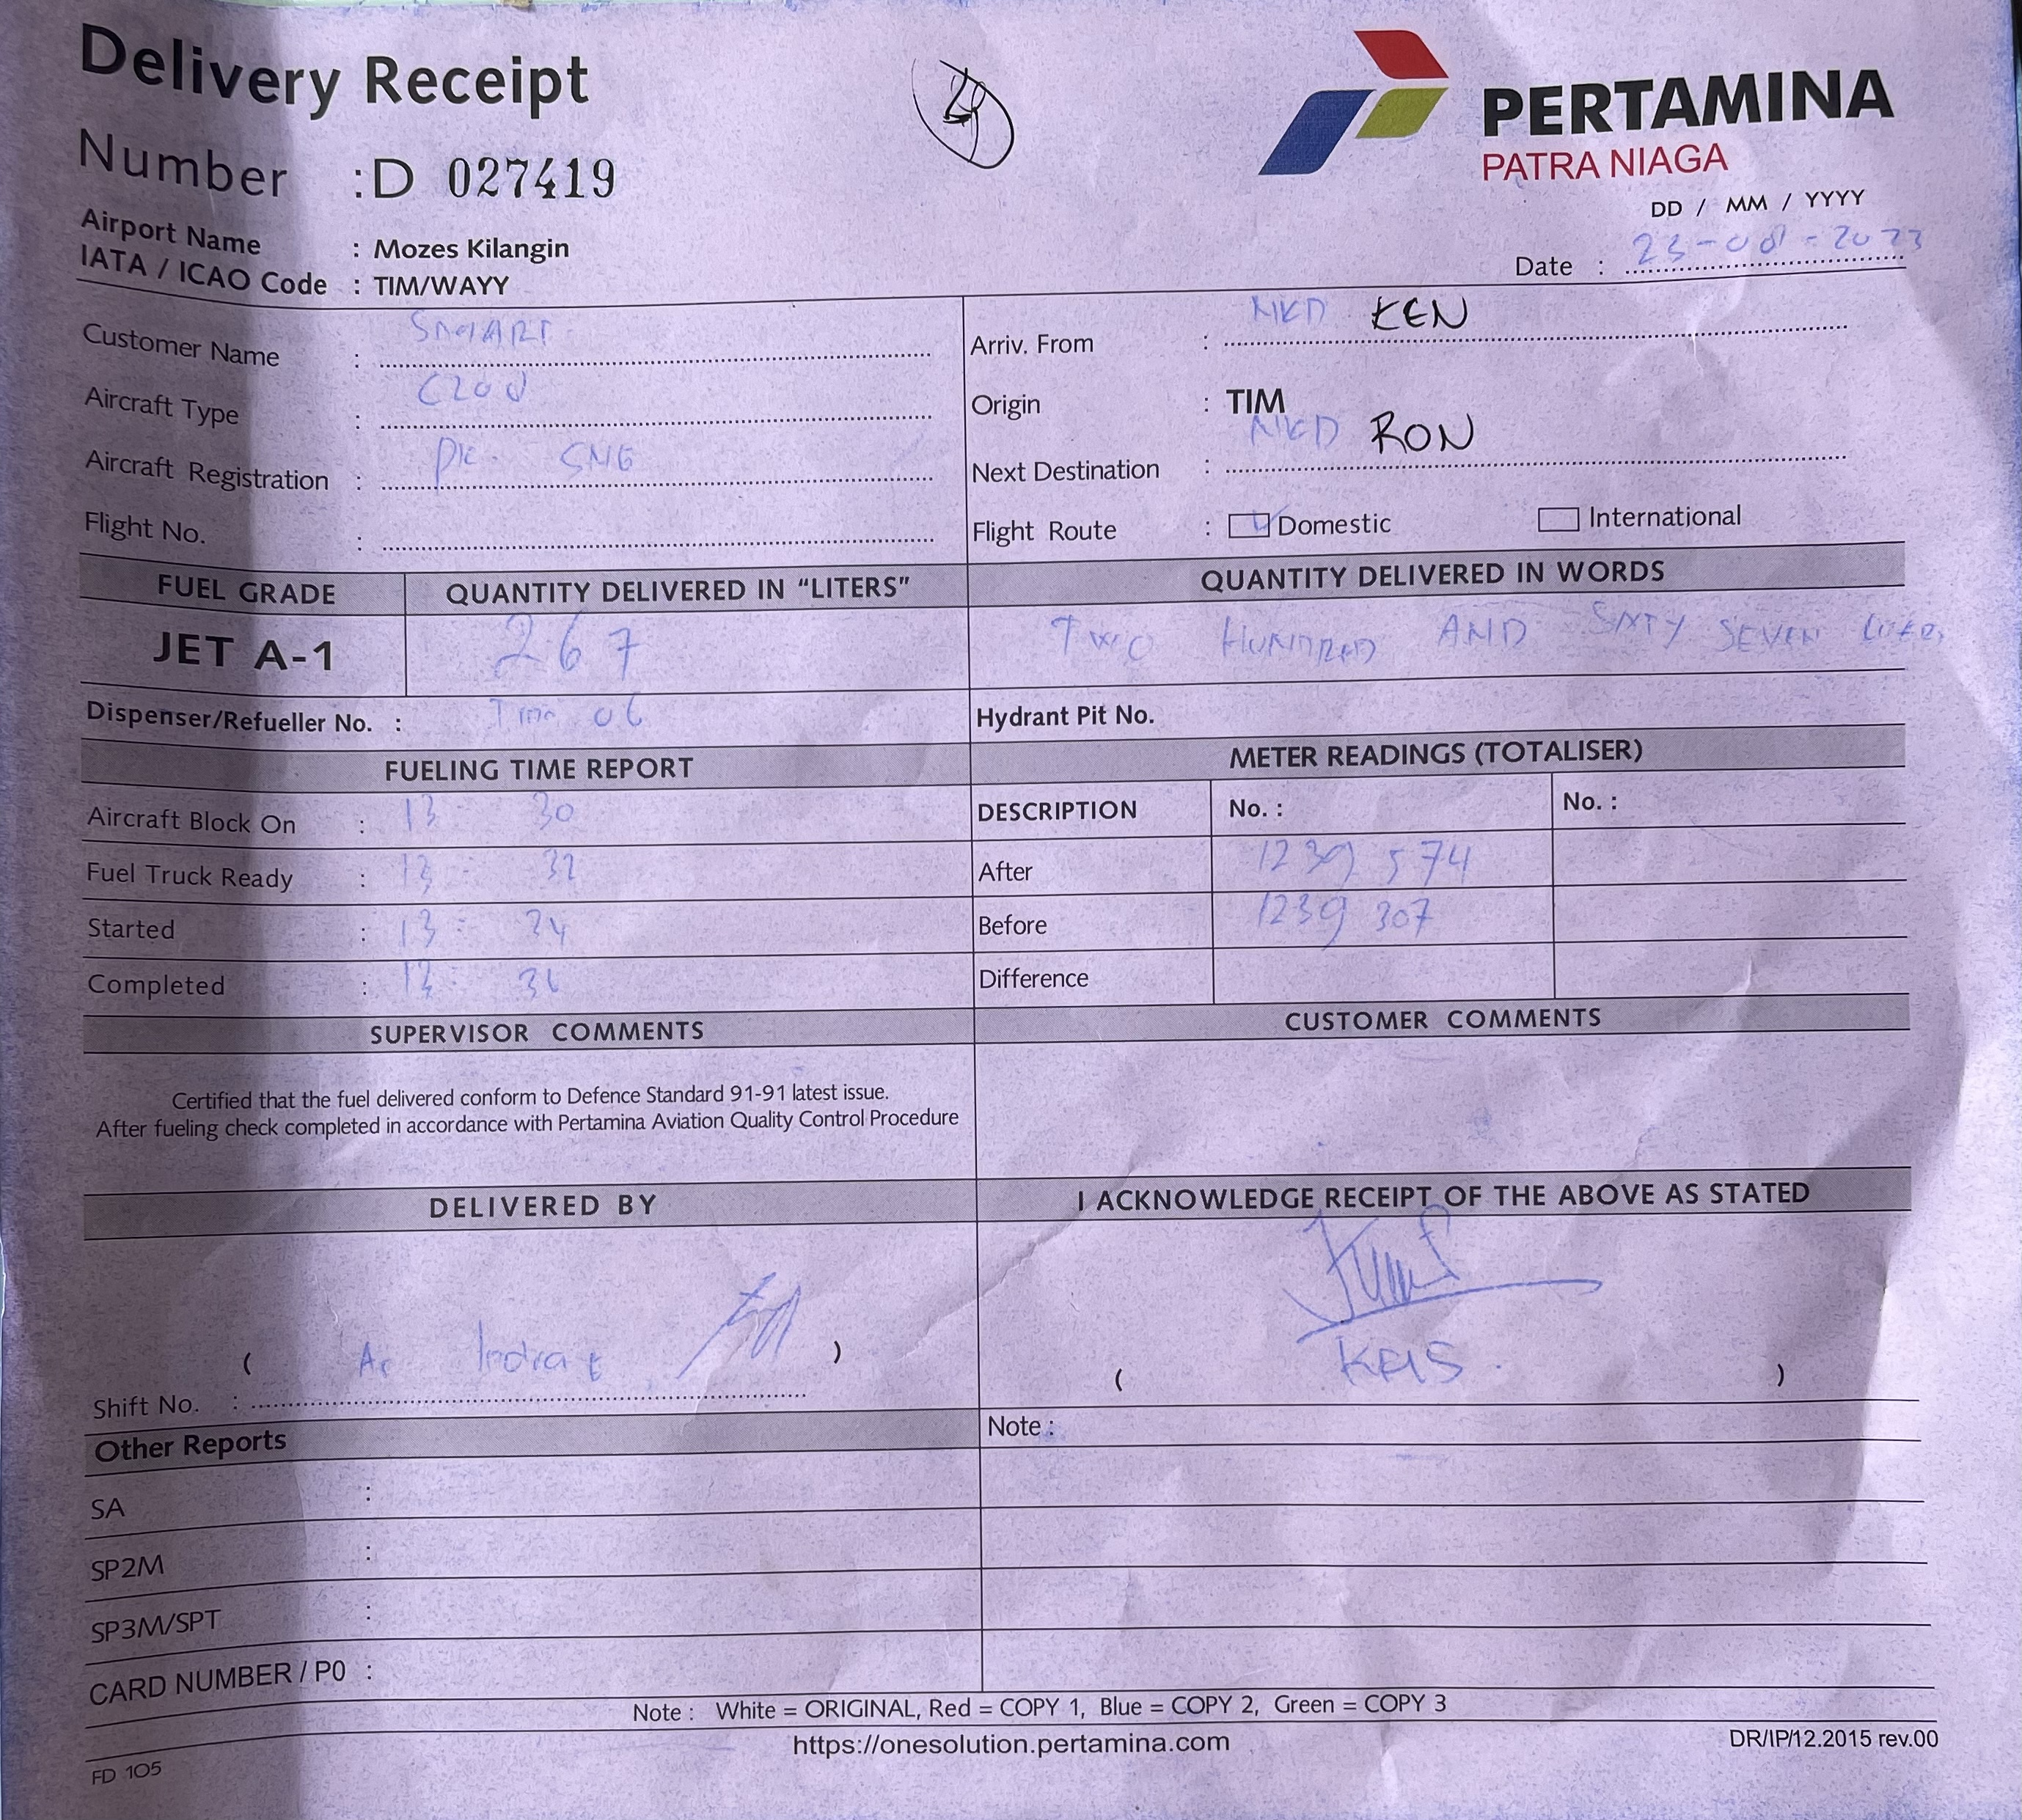 Delivery Receipt
PERTAMINA
PATRA NIAGA
Number : D 027419
DD / MM / YYYY
Airport Name : Mozes Kilangin
Date : 23-08-2023
IATA / ICAO Code : TIM/WAYY
Customer Name : SMART
Arriv. From : NKD KEN
Aircraft Type : C208
Origin : TIM
Aircraft Registration : PK - SNG
Next Destination : NKD RON
Flight No. :
Flight Route : Domestic International
FUEL GRADE QUANTITY DELIVERED IN “LITERS” QUANTITY DELIVERED IN WORDS
JET A-1 267 TWO HUNDRED AND SIXTY SEVEN
Dispenser/Refueller No. : Tim 06 Hydrant Pit No.
FUELING TIME REPORT METER READINGS (TOTALISER)
Aircraft Block On : 13 30 DESCRIPTION No. : No. :
Fuel Truck Ready : 13 32 After 1239 574
Started : 13 34 Before 1239 307
Completed : 13 36 Difference
SUPERVISOR COMMENTS CUSTOMER COMMENTS
Certified that the fuel delivered conform to Defence Standard 91-91 latest issue.
After fueling check completed in accordance with Pertamina Aviation Quality Control Procedure
DELIVERED BY I ACKNOWLEDGE RECEIPT OF THE ABOVE AS STATED
( Indra ) ( )
Shift No. :
Other Reports Note :
SA :
SP2M :
SP3M/SPT :
CARD NUMBER / P0 :
Note : White = ORIGINAL, Red = COPY 1, Blue = COPY 2, Green = COPY 3
https://onesolution.pertamina.com
DR/IP/12.2015 rev.00
FD 105